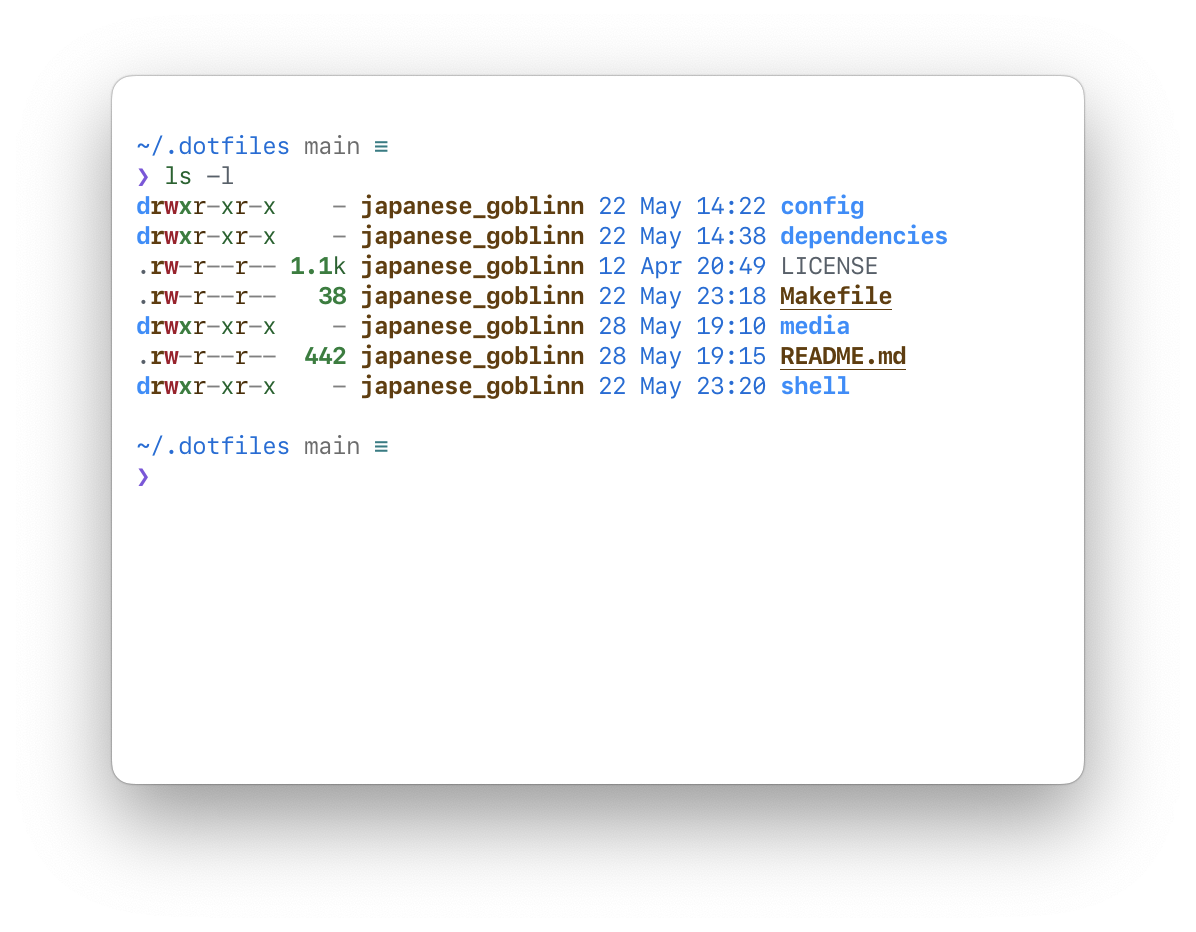 ~/.dotfiles main ≡
❯ ls -l
drwxr-xr-x    - japanese_goblinn 22 May 14:22 config
drwxr-xr-x    - japanese_goblinn 22 May 14:38 dependencies
.rw-r--r-- 1.1k japanese_goblinn 12 Apr 20:49 LICENSE
.rw-r--r--   38 japanese_goblinn 22 May 23:18 Makefile
drwxr-xr-x    - japanese_goblinn 28 May 19:10 media
.rw-r--r--  442 japanese_goblinn 28 May 19:15 README.md
drwxr-xr-x    - japanese_goblinn 22 May 23:20 shell
~/.dotfiles main ≡
❯